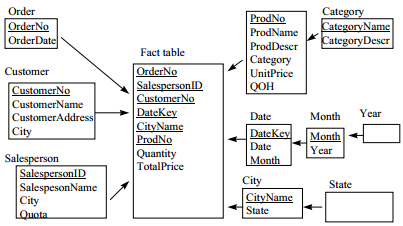 Order
OrderNo
OrderDate
Customer
CustomerNo
CustomerName
CustomerAddress
City
Salesperson
SalespersonID
SalespesonName
City
Quota
Fact table
OrderNo
SalespersonID
CustomerNo
DateKey
CityName
ProdNo
Quantity
TotalPrice
ProdNo
ProdName
ProdDescr
Category
UnitPrice
QOH
Category
CategoryName
CategoryDescr
Date
DateKey
Date
Month
Month
Month
Year
Year
City
CityName
State
State